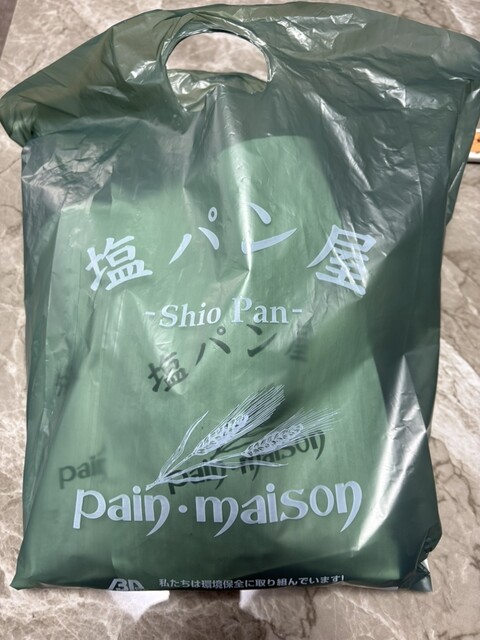 塩パン屋
-Shio Pan-
塩パン屋
pain
pain maison
pain・maison
私たちは環境保全に取り組んでいます!